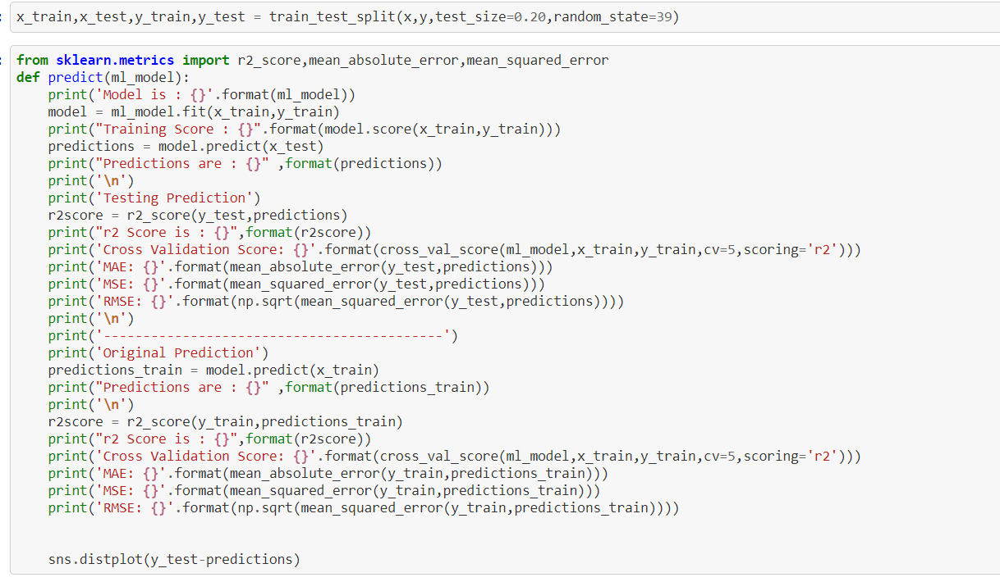 x_train,x_test,y_train,y_test = train_test_split(x,y,test_size=0.20,random_state=39)
from sklearn.metrics import r2_score,mean_absolute_error,mean_squared_error
def predict(ml_model):
    print('Model is : {}'.format(ml_model))
    model = ml_model.fit(x_train,y_train)
    print("Training Score : {}".format(model.score(x_train,y_train)))
    predictions = model.predict(x_test)
    print("Predictions are : {}" ,format(predictions))
    print('\n')
    print('Testing Prediction')
    r2score = r2_score(y_test,predictions)
    print("r2 Score is : {}",format(r2score))
    print('Cross Validation Score: {}'.format(cross_val_score(ml_model,x_train,y_train,cv=5,scoring='r2')))
    print('MAE: {}'.format(mean_absolute_error(y_test,predictions)))
    print('MSE: {}'.format(mean_squared_error(y_test,predictions)))
    print('RMSE: {}'.format(np.sqrt(mean_squared_error(y_test,predictions))))
    print('\n')
    print('-------------------------------------------')
    print('Original Prediction')
    predictions_train = model.predict(x_train)
    print("Predictions are : {}" ,format(predictions_train))
    print('\n')
    r2score = r2_score(y_train,predictions_train)
    print("r2 Score is : {}",format(r2score))
    print('Cross Validation Score: {}'.format(cross_val_score(ml_model,x_train,y_train,cv=5,scoring='r2')))
    print('MAE: {}'.format(mean_absolute_error(y_train,predictions_train)))
    print('MSE: {}'.format(mean_squared_error(y_train,predictions_train)))
    print('RMSE: {}'.format(np.sqrt(mean_squared_error(y_train,predictions_train))))
    sns.distplot(y_test-predictions)